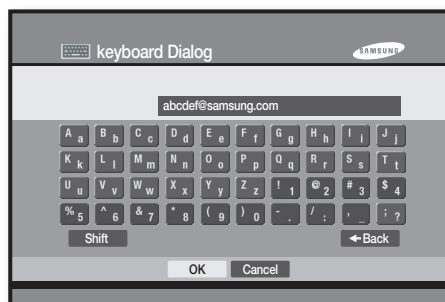 keyboard Dialog
SAMSUNG
abcdef@samsung.com
A a B b C c D d E e F f G g H h I i J j
K k L l M m N n O o P p Q q R r S s T t
U u V v W w X x Y y Z z ! 1 @ 2 # 3 $ 4
% 5 ^ 6 & 7 * 8 ( 9 ) 0 - . / : ' _ ; ?
Shift Back
OK Cancel